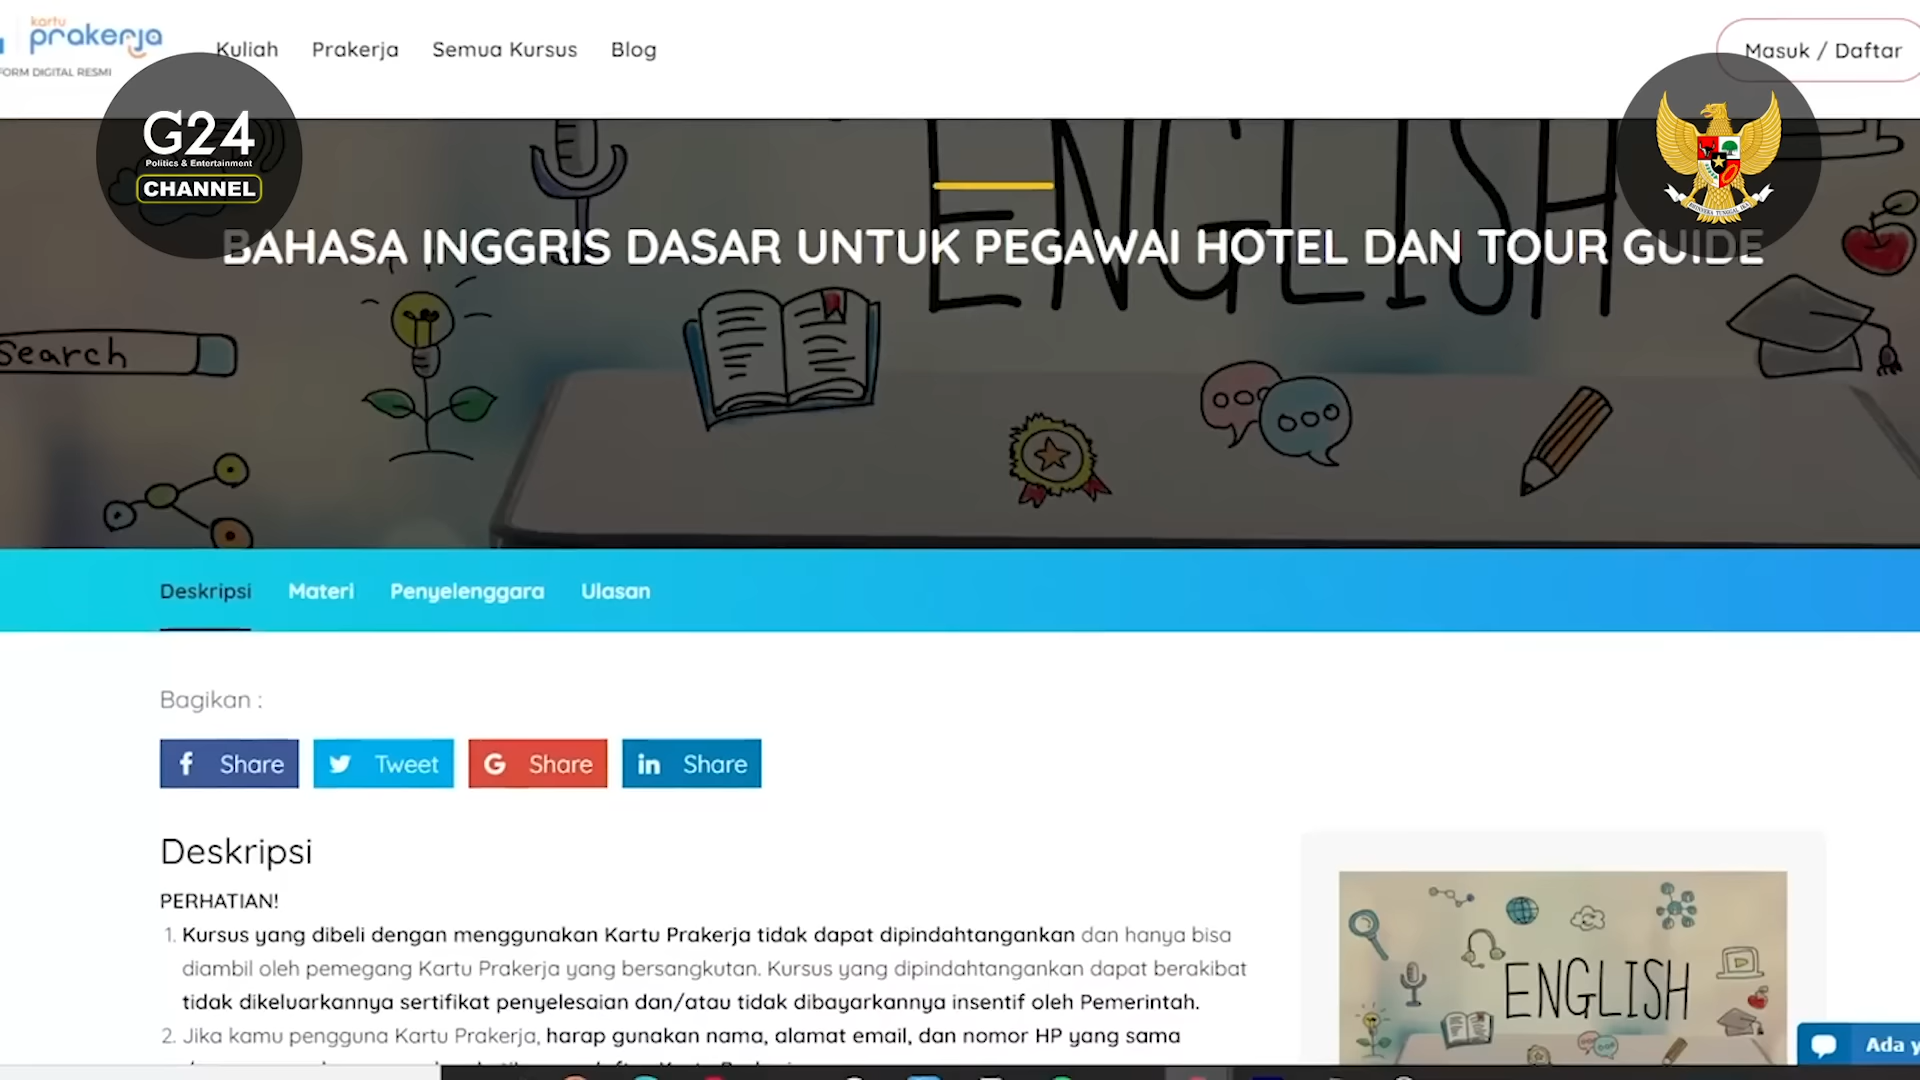 kartu
prakerja
FORM DIGITAL RESMI
Kuliah Prakerja Semua Kursus Blog
Masuk / Daftar
G24
Politics & Entertainment
CHANNEL
ENGLISH
BAHASA INGGRIS DASAR UNTUK PEGAWAI HOTEL DAN TOUR GUIDE
Search
Deskripsi Materi Penyelenggara Ulasan
Bagikan :
Share Tweet Share Share
Deskripsi
PERHATIAN!
1. Kursus yang dibeli dengan menggunakan Kartu Prakerja tidak dapat dipindahtangankan dan hanya bisa
diambil oleh pemegang Kartu Prakerja yang bersangkutan. Kursus yang dipindahtangankan dapat berakibat
tidak dikeluarkannya sertifikat penyelesaian dan/atau tidak dibayarkannya insentif oleh Pemerintah.
2. Jika kamu pengguna Kartu Prakerja, harap gunakan nama, alamat email, dan nomor HP yang sama
ENGLISH
Ada y